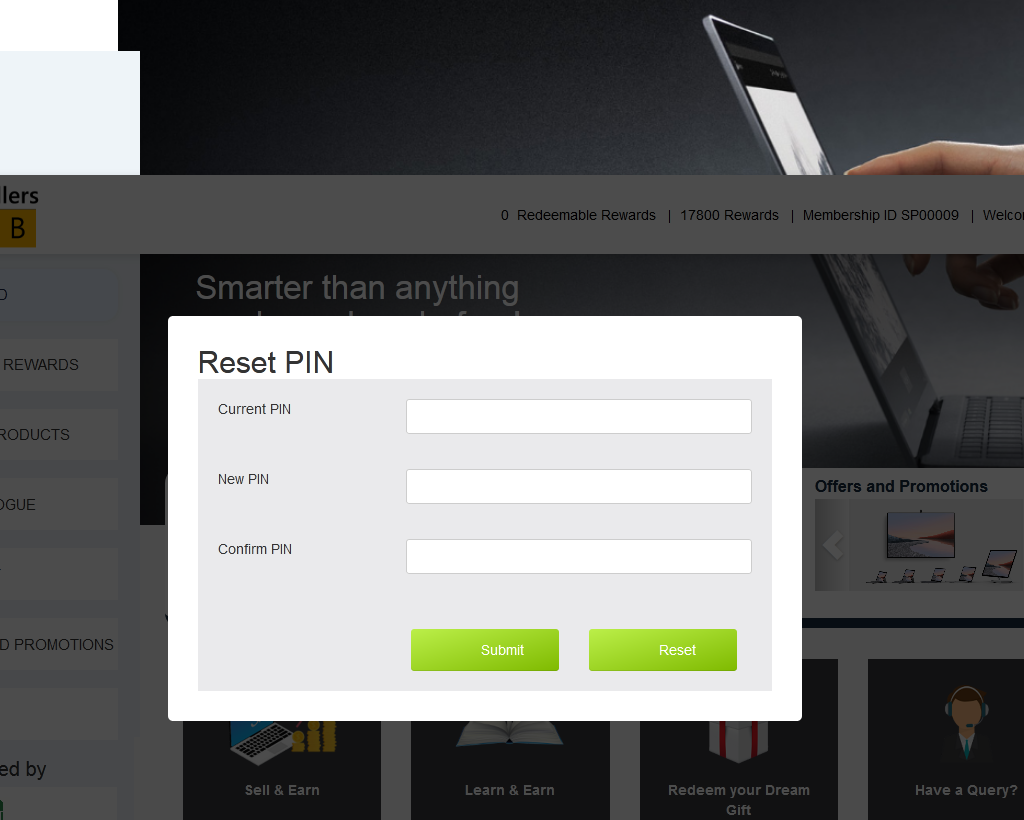 llers
B
0 Redeemable Rewards | 17800 Rewards | Membership ID SP00009 |
Smarter than anything
D
REWARDS
Reset PIN
Current PIN
RODUCTS
New PIN
Offers and Promotions
OGUE
Confirm PIN
D PROMOTIONS
Submit
Reset
ed by
Sell & Earn
Learn & Earn
Redeem your Dream
Gift
Have a Query?